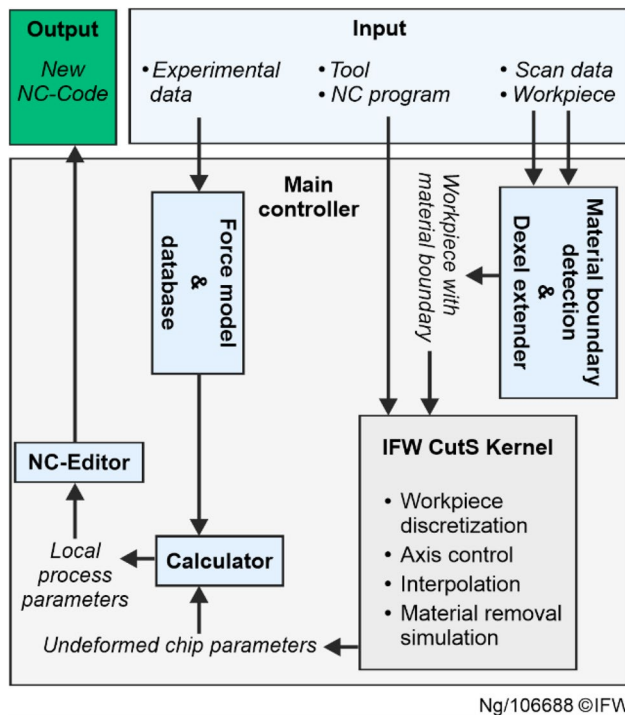 Output
New
NC-Code
Input
• Experimental
data
• Tool
• NC program
• Scan data
• Workpiece
Main
controller
Force model
&
database
Workpiece with
material boundary
Material boundary
detection
&
Dexel extender
NC-Editor
Calculator
Local
process
parameters
Undeformed chip parameters
IFW CutS Kernel
• Workpiece
discretization
• Axis control
• Interpolation
• Material removal
simulation
Ng/106688 ©IFW